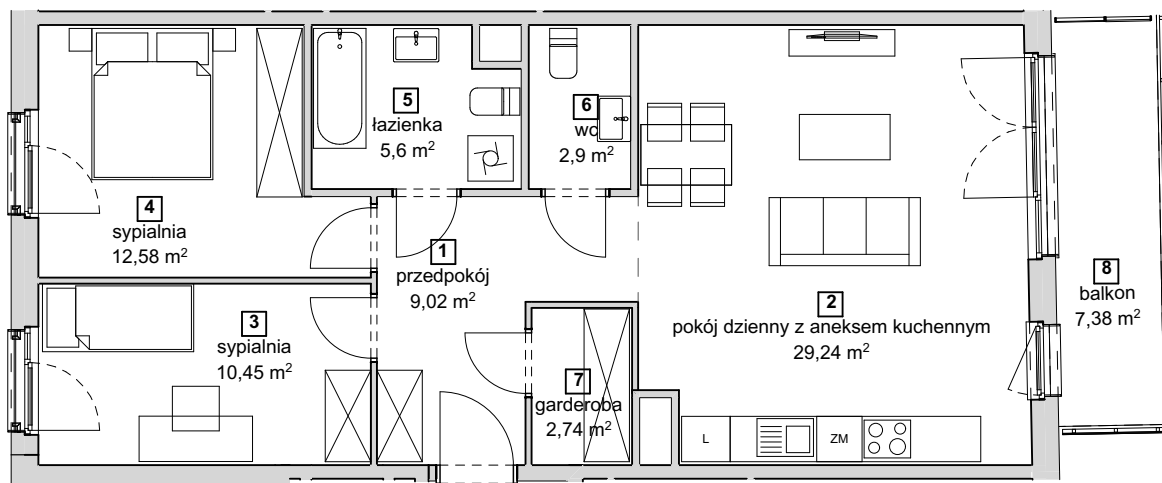 5
łazienka
5,6 m²
6
wc
2,9 m²
4
sypialnia
12,58 m²
1
przedpokój
9,02 m²
8
balkon
7,38 m²
2
pokój dzienny z aneksem kuchennym
29,24 m²
3
sypialnia
10,45 m²
7
garderoba
2,74 m²
L
ZM